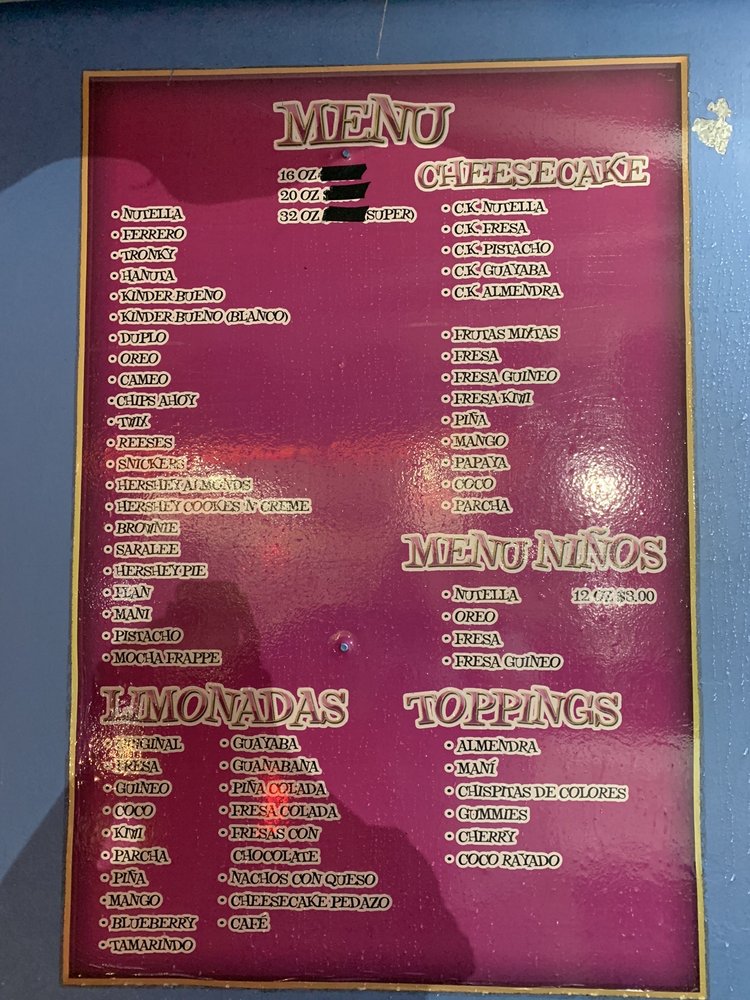 MENU
16 OZ
20 OZ
32 OZ SUPER)
• NUTELLA
• FERRERO
• TRONKY
• HANUTA
• KINDER BUENO
• KINDER BUENO (BLANCO)
• DUPLO
• OREO
• CAMEO
• CHIPS AHOY
• TWIX
• REESES
• SNICKERS
• HERSHEY ALMONDS
• HERSHEY COOKES 'N' CREME
• BROWNIE
• SARALEE
• HERSHEY PIE
• FLAN
• MANI
• PISTACHO
• MOCHA FRAPPE
CHEESECAKE
• C.K NUTELLA
• C.K FRESA
• C.K PISTACHO
• C.K GUAYABA
• C.K ALMENDRA
• FRUTAS MIXTAS
• FRESA
• FRESA GUINEO
• FRESA KIWI
• PIÑA
• MANGO
• PAPAYA
• COCO
• PARCHA
MENU NIÑOS
• NUTELLA 12 OZ $3.00
• OREO
• FRESA
• FRESA GUINEO
LIMONADAS
• ORIGINAL
• FRESA
• GUINEO
• COCO
• KIWI
• PARCHA
• PIÑA
• MANGO
• BLUEBERRY
• TAMARINDO
• GUAYABA
• GUANABANA
• PIÑA COLADA
• FRESA COLADA
• FRESAS CON
CHOCOLATE
• NACHOS CON QUESO
• CHEESECAKE PEDAZO
• CAFÉ
TOPPINGS
• ALMENDRA
• MANÍ
• CHISPITAS DE COLORES
• GUMMIES
• CHERRY
• COCO RAYADO